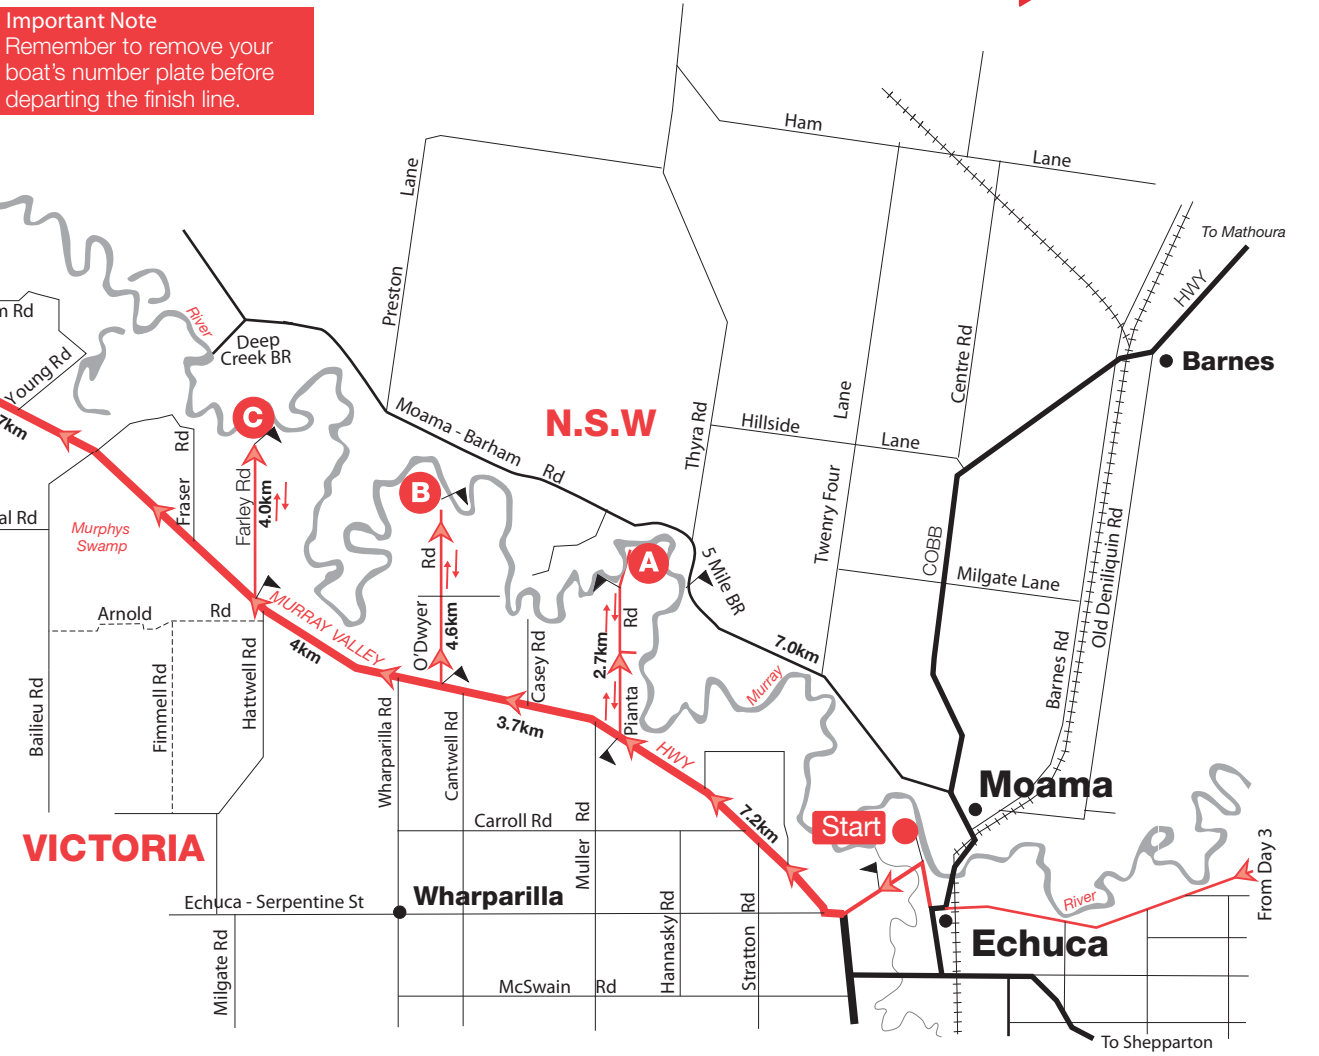 Important Note
Remember to remove your
boat's number plate before
departing the finish line.
Ham
Lane
To Mathoura
HWY
Barnes
Preston
Lane
River
Deep
Creek BR
m Rd
Young Rd
7km
C
Moama - Barham
Rd
N.S.W
Thyra Rd
Hillside
Lane
Lane
Centre Rd
Twenry Four
COBB
Milgate Lane
Old Deniliquin Rd
Barnes Rd
B
A
5 Mile BR
7.0km
Murray
al Rd
Murphys
Swamp
Fraser
Rd
Farley Rd
4.0km
O'Dwyer
Rd
4.6km
Casey Rd
2.7km
Pianta
Rd
Arnold
Rd
MURRAY VALLEY
4km
3.7km
HWY
7.2km
Bailieu Rd
Fimmell Rd
Hattwell Rd
Wharparilla Rd
Cantwell Rd
Carroll Rd
Muller
Rd
VICTORIA
Start
Moama
From Day 3
River
Echuca - Serpentine St
Wharparilla
Echuca
Milgate Rd
McSwain
Rd
Hannasky Rd
Stratton
Rd
To Shepparton